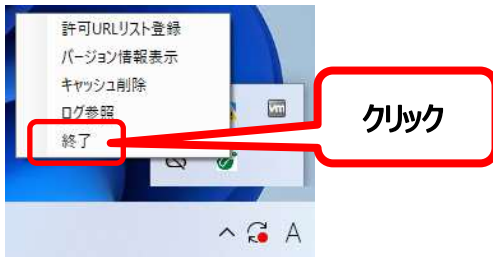 許可URLリスト登録
バージョン情報表示
キャッシュ削除
ログ参照
終了
クリック
vm
A